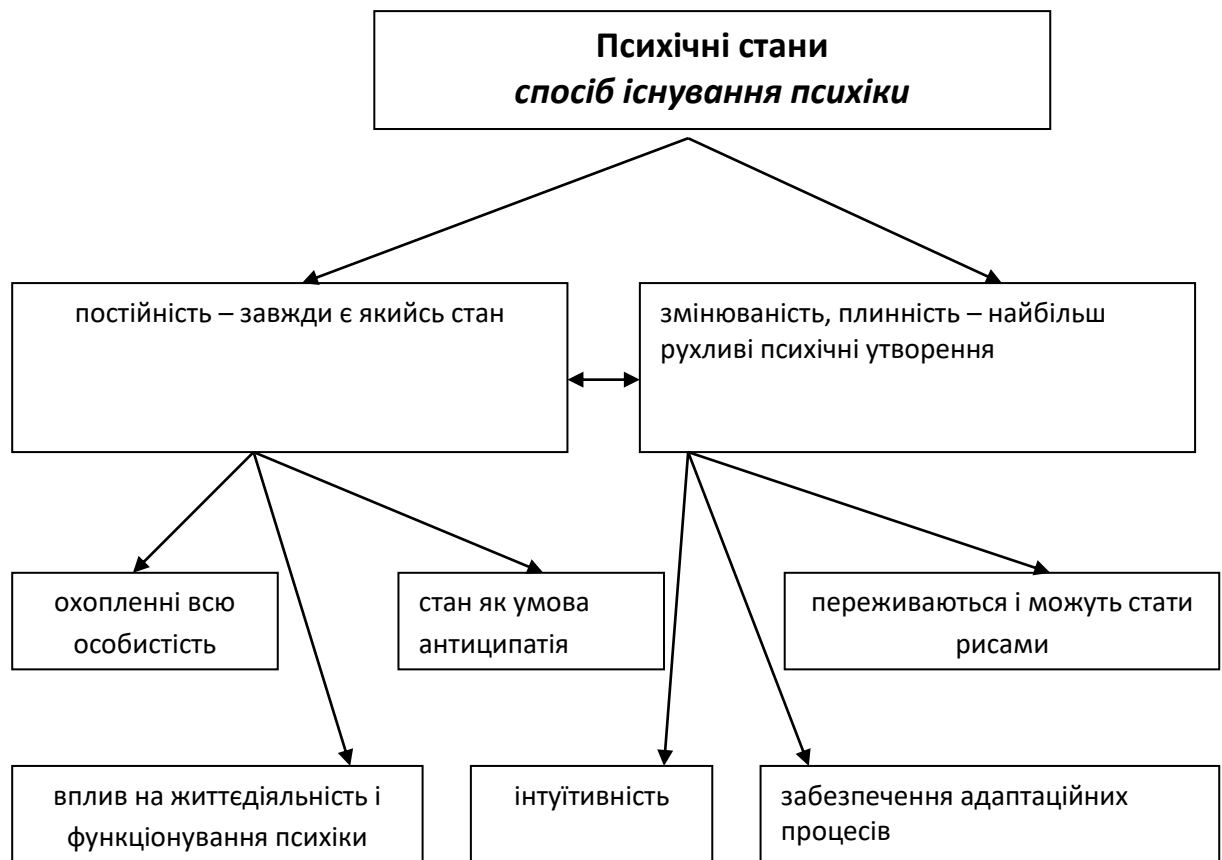 Психічні стани
спосіб існування психіки
постійність – завжди є якийсь стан
змінюваність, плинність – найбільш
рухливі психічні утворення
охопленні всю
особистість
стан як умова
антиципатія
переживаються і можуть стати
рисами
вплив на життєдіяльність і
функціонування психіки
інтуїтивність
забезпечення адаптаційних
процесів